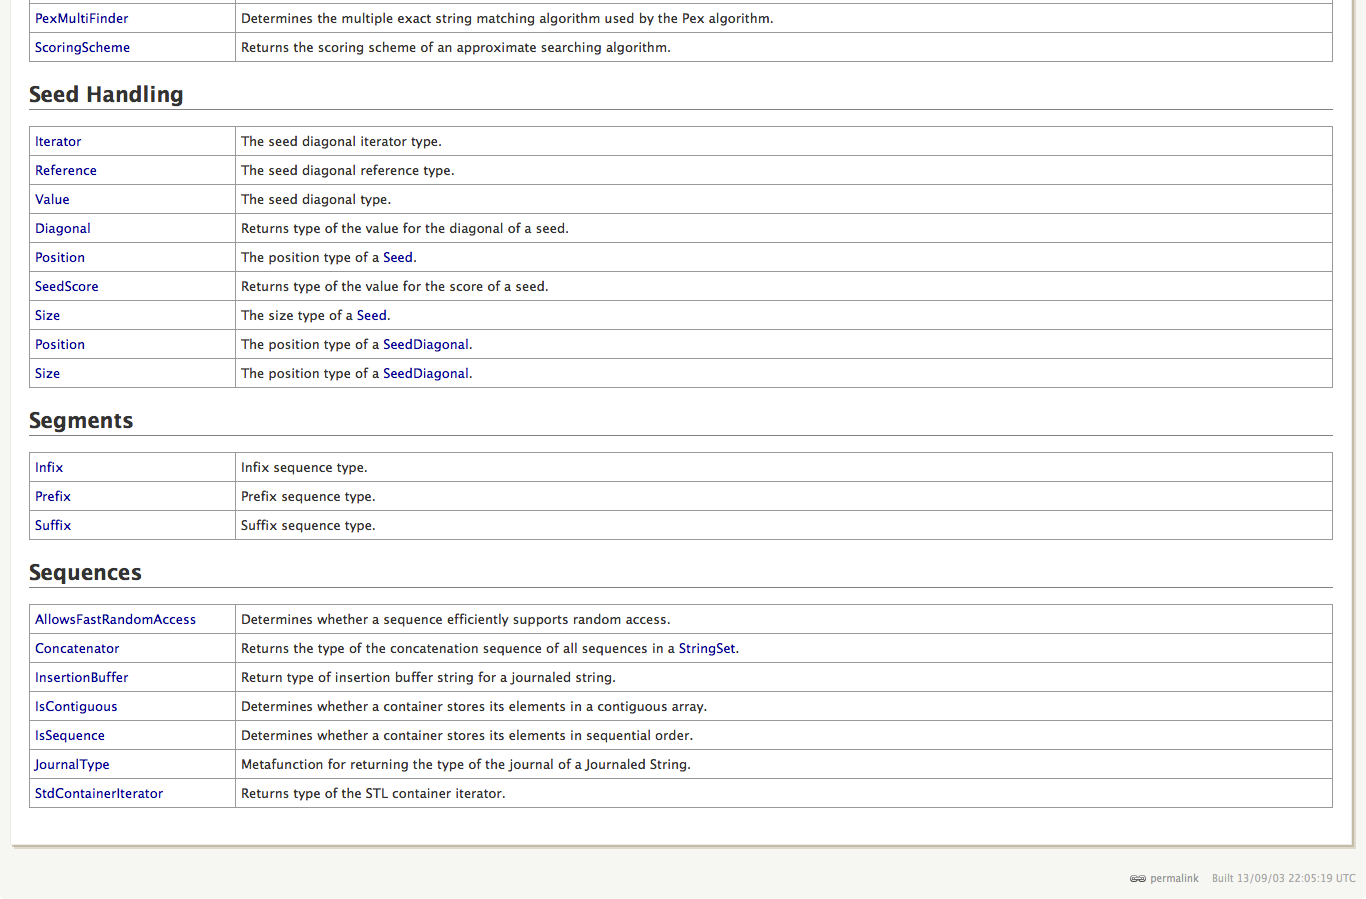 PexMultiFinder Determines the multiple exact string matching algorithm used by the Pex algorithm.
ScoringScheme Returns the scoring scheme of an approximate searching algorithm.
Seed Handling
Iterator The seed diagonal iterator type.
Reference The seed diagonal reference type.
Value The seed diagonal type.
Diagonal Returns type of the value for the diagonal of a seed.
Position The position type of a Seed.
SeedScore Returns type of the value for the score of a seed.
Size The size type of a Seed.
Position The position type of a SeedDiagonal.
Size The position type of a SeedDiagonal.
Segments
Infix Infix sequence type.
Prefix Prefix sequence type.
Suffix Suffix sequence type.
Sequences
AllowsFastRandomAccess Determines whether a sequence efficiently supports random access.
Concatenator Returns the type of the concatenation sequence of all sequences in a StringSet.
InsertionBuffer Return type of insertion buffer string for a journaled string.
IsContiguous Determines whether a container stores its elements in a contiguous array.
IsSequence Determines whether a container stores its elements in sequential order.
JournalType Metafunction for returning the type of the journal of a Journaled String.
StdContainerIterator Returns type of the STL container iterator.
permalink Built 13/09/03 22:05:19 UTC